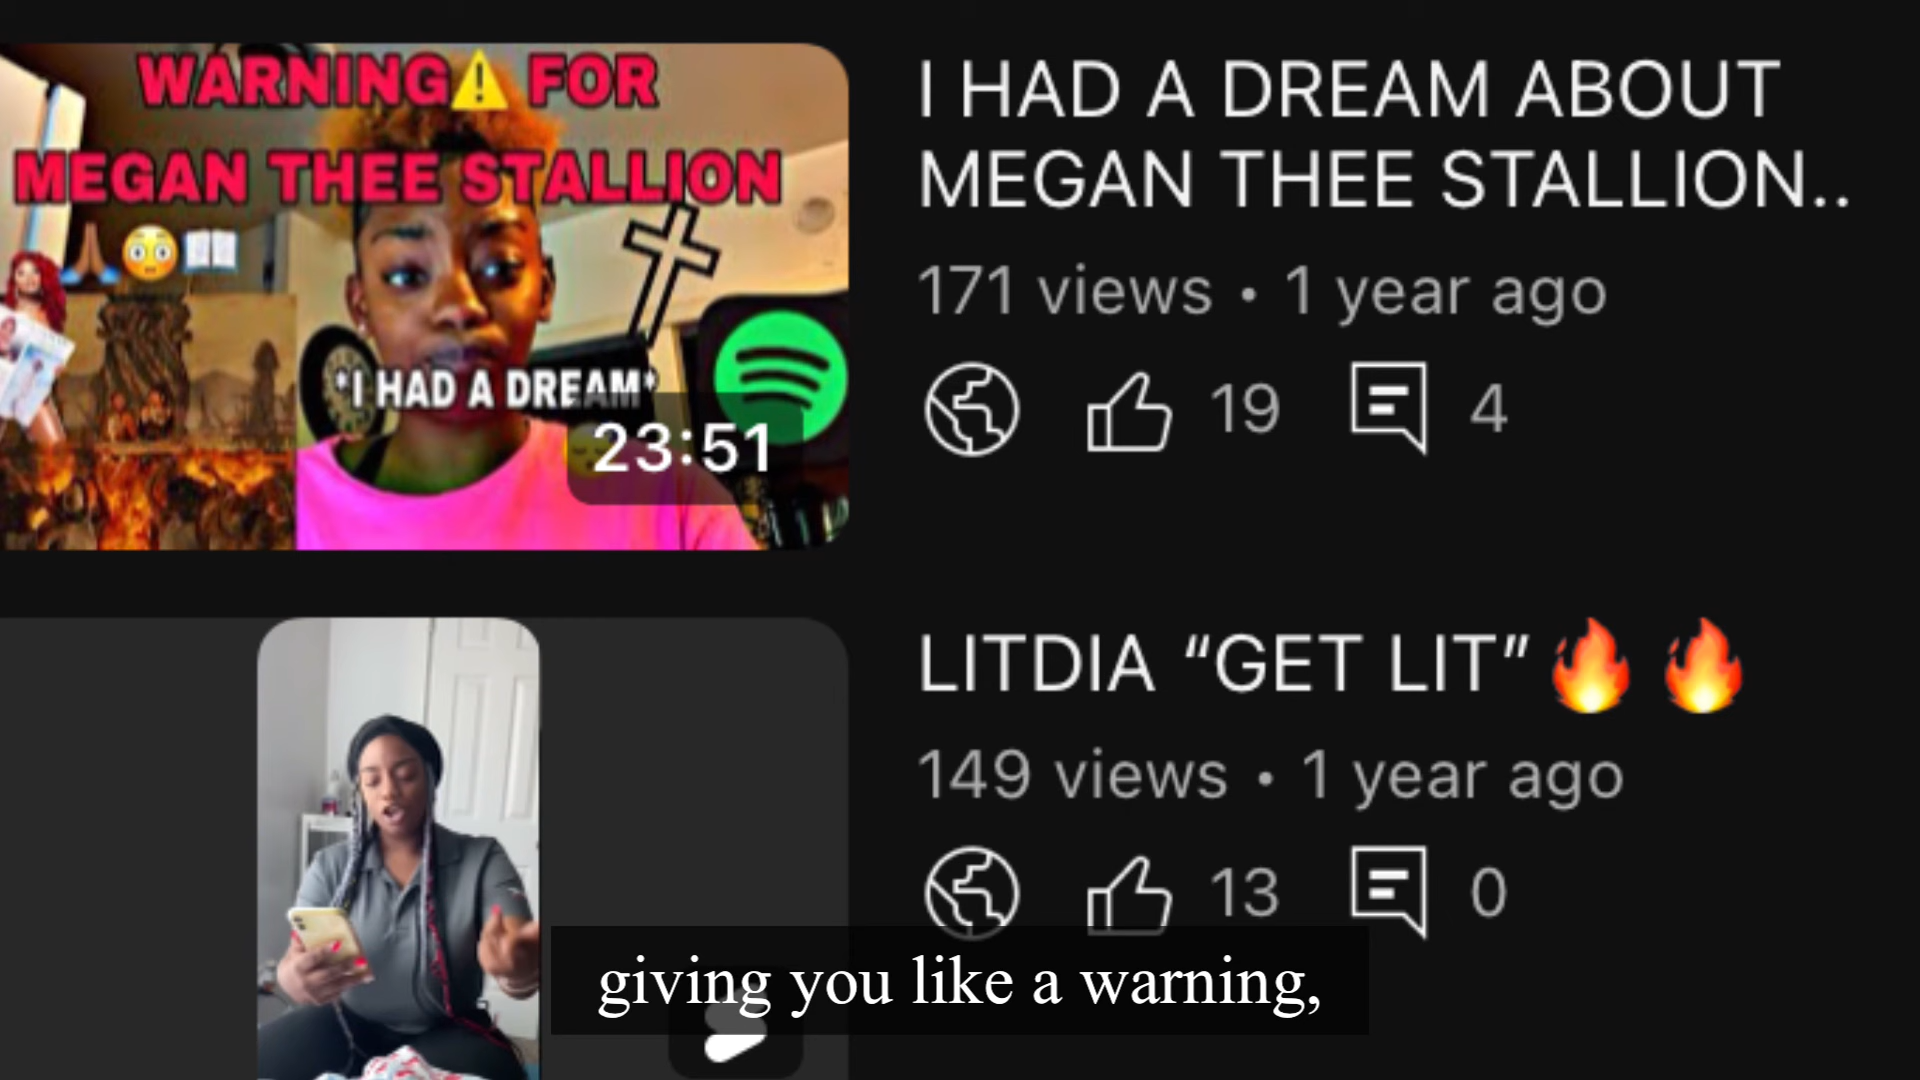 WARNING⚠️ FOR
MEGAN THEE STALLION
*I HAD A DREAM*
23:51
I HAD A DREAM ABOUT
MEGAN THEE STALLION..
171 views • 1 year ago
19
4
LITDIA “GET LIT”🔥 🔥
149 views • 1 year ago
13
0
giving you like a warning,